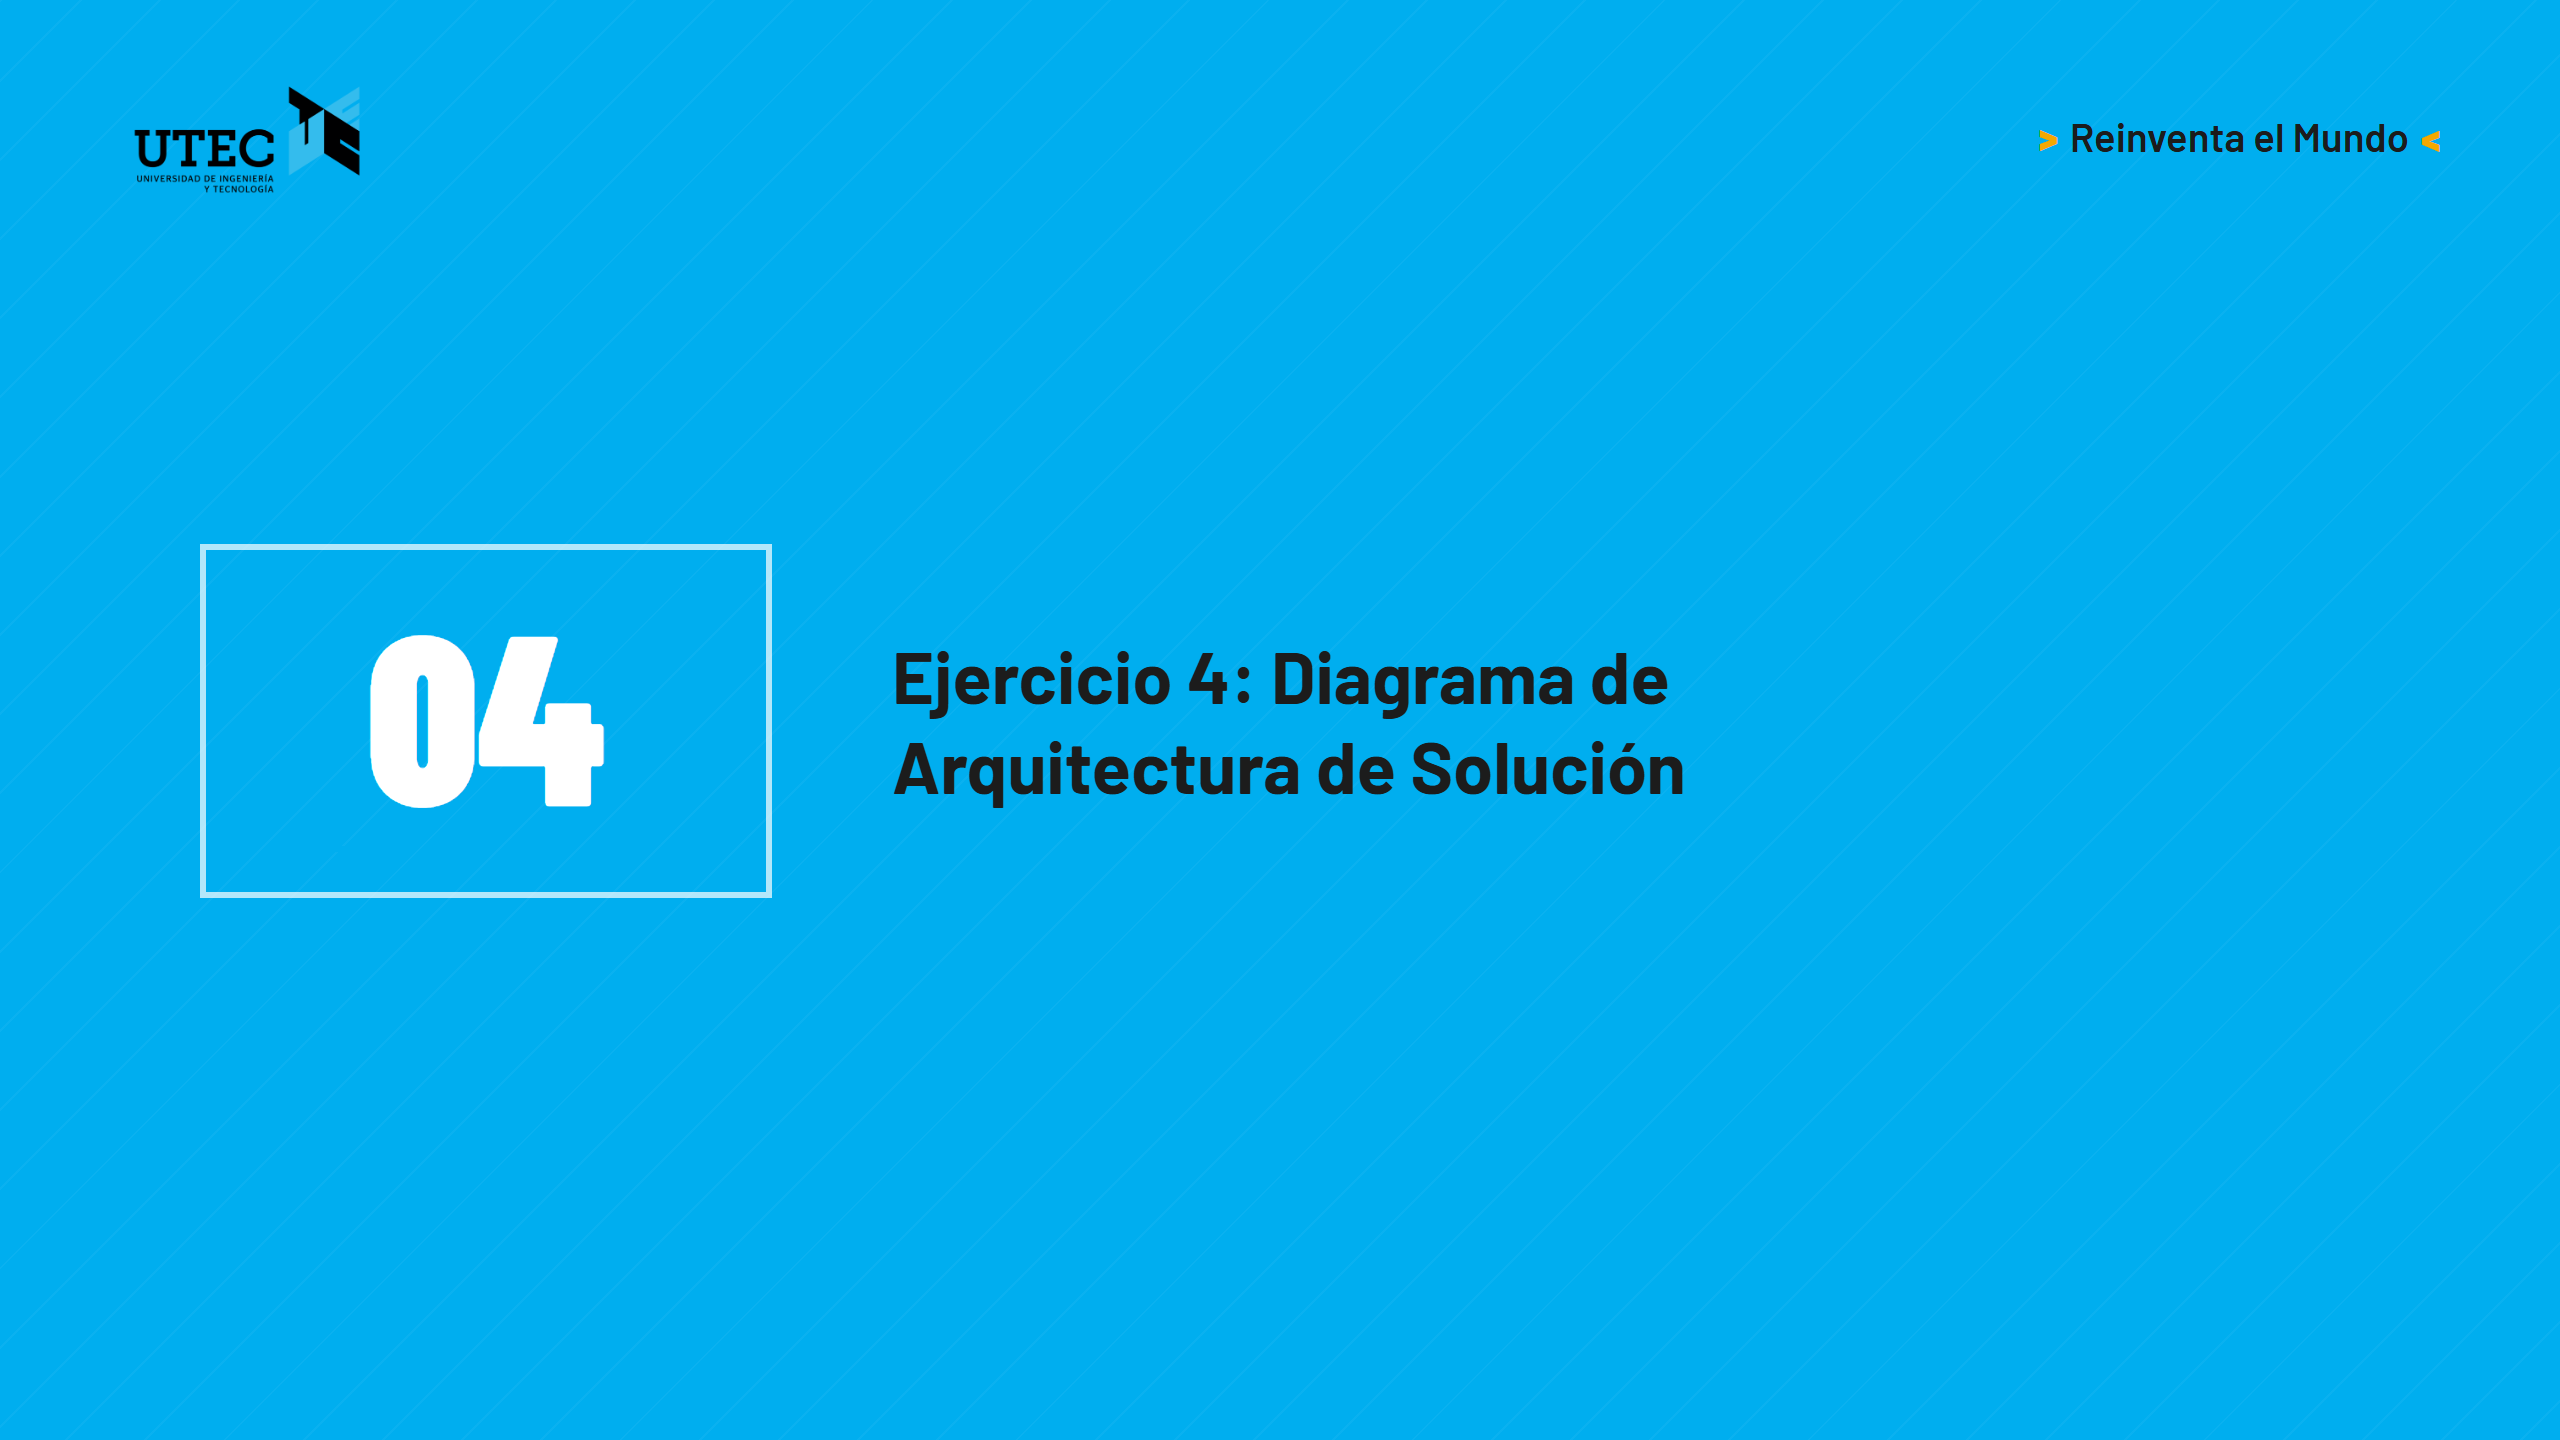 UTEC
UNIVERSIDAD DE INGENIERÍA
Y TECNOLOGÍA
> Reinventa el Mundo <
04
Ejercicio 4: Diagrama de
Arquitectura de Solución